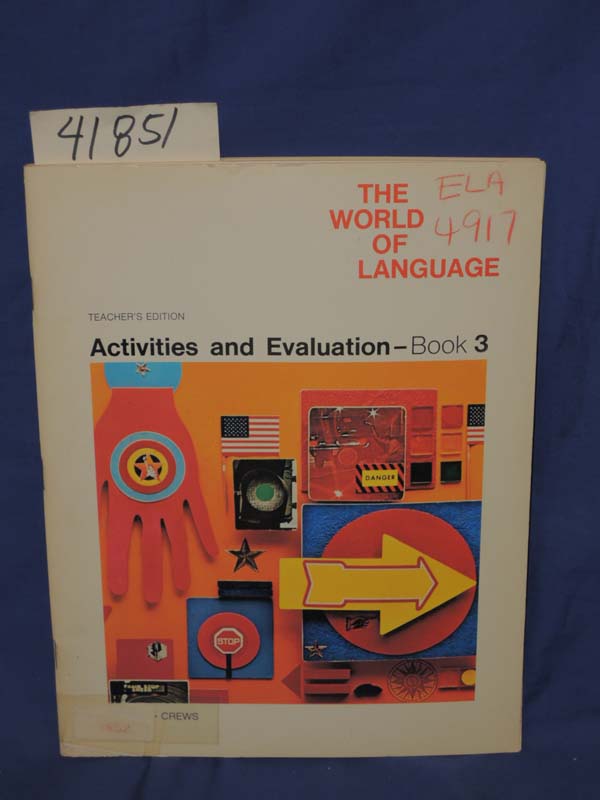 41851
THE
WORLD
OF
LANGUAGE
ELA
4917
TEACHER'S EDITION
Activities and Evaluation – Book 3
DANGER
STOP
• CREWS